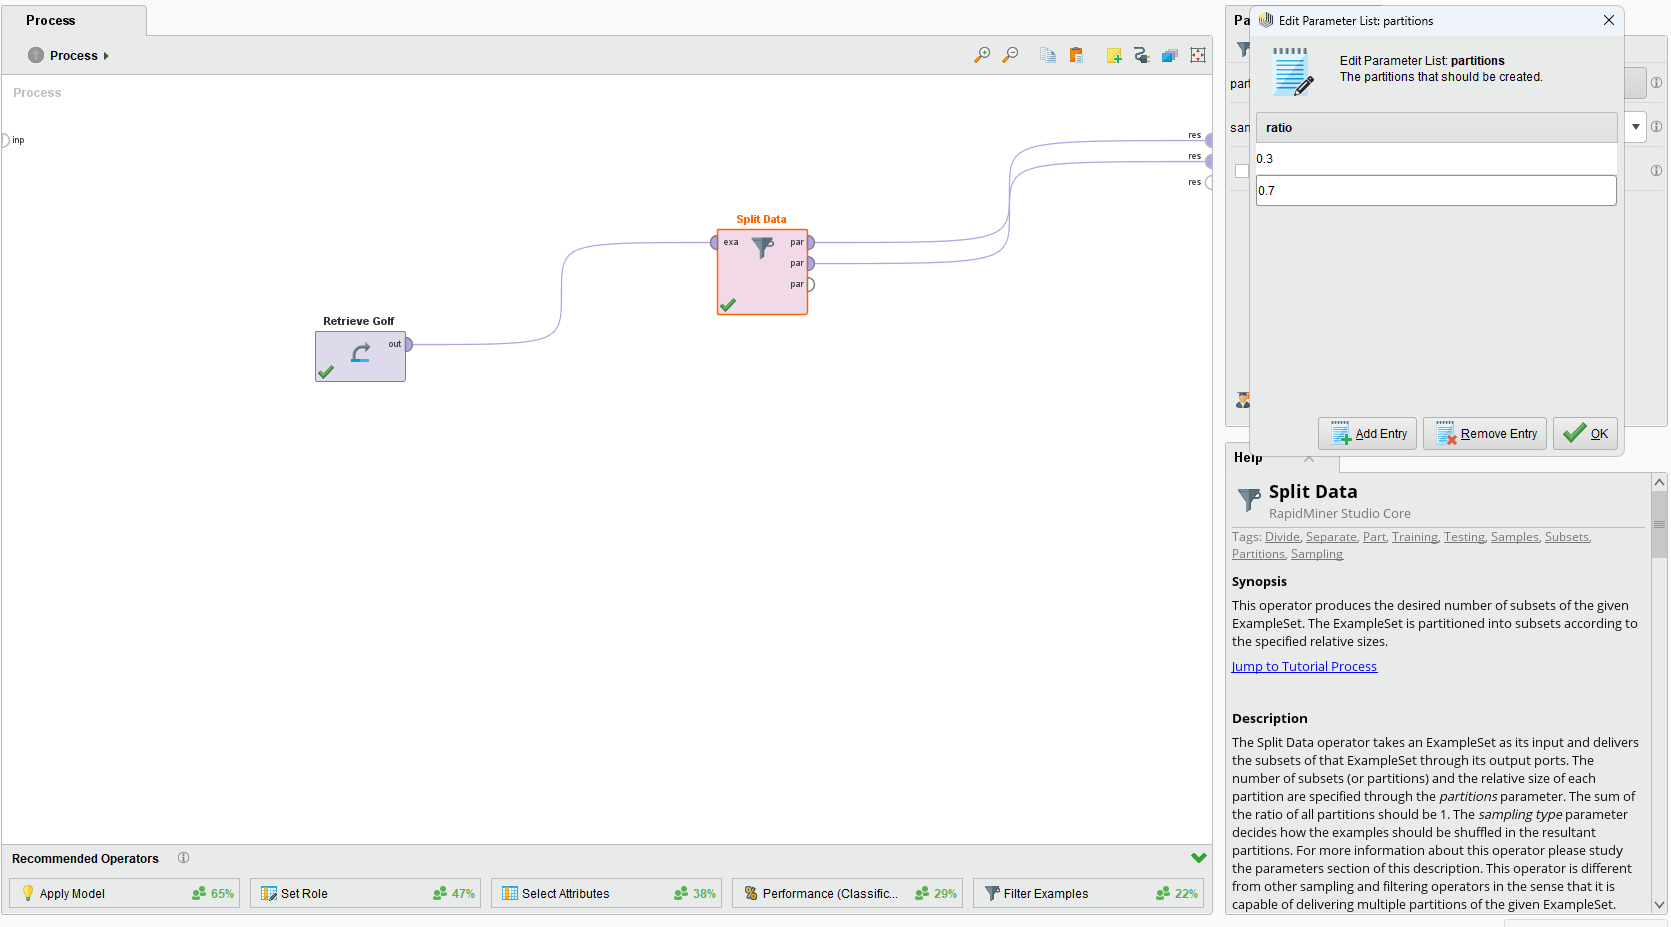 Process
Process
Process
inp
res
res
res
Split Data
exa
par
par
par
Retrieve Golf
out
Recommended Operators
Apply Model 65%
Set Role 47%
Select Attributes 38%
Performance (Classific... 29%
Filter Examples 22%
Edit Parameter List: partitions
Edit Parameter List: partitions
The partitions that should be created.
ratio
0.3
0.7
Add Entry
Remove Entry
OK
Help
Split Data
RapidMiner Studio Core
Tags: Divide, Separate, Part, Training, Testing, Samples, Subsets,
Partitions, Sampling
Synopsis
This operator produces the desired number of subsets of the given
ExampleSet. The ExampleSet is partitioned into subsets according to
the specified relative sizes.
Jump to Tutorial Process
Description
The Split Data operator takes an ExampleSet as its input and delivers
the subsets of that ExampleSet through its output ports. The
number of subsets (or partitions) and the relative size of each
partition are specified through the partitions parameter. The sum of
the ratio of all partitions should be 1. The sampling type parameter
decides how the examples should be shuffled in the resultant
partitions. For more information about this operator please study
the parameters section of this description. This operator is different
from other sampling and filtering operators in the sense that it is
capable of delivering multiple partitions of the given ExampleSet.